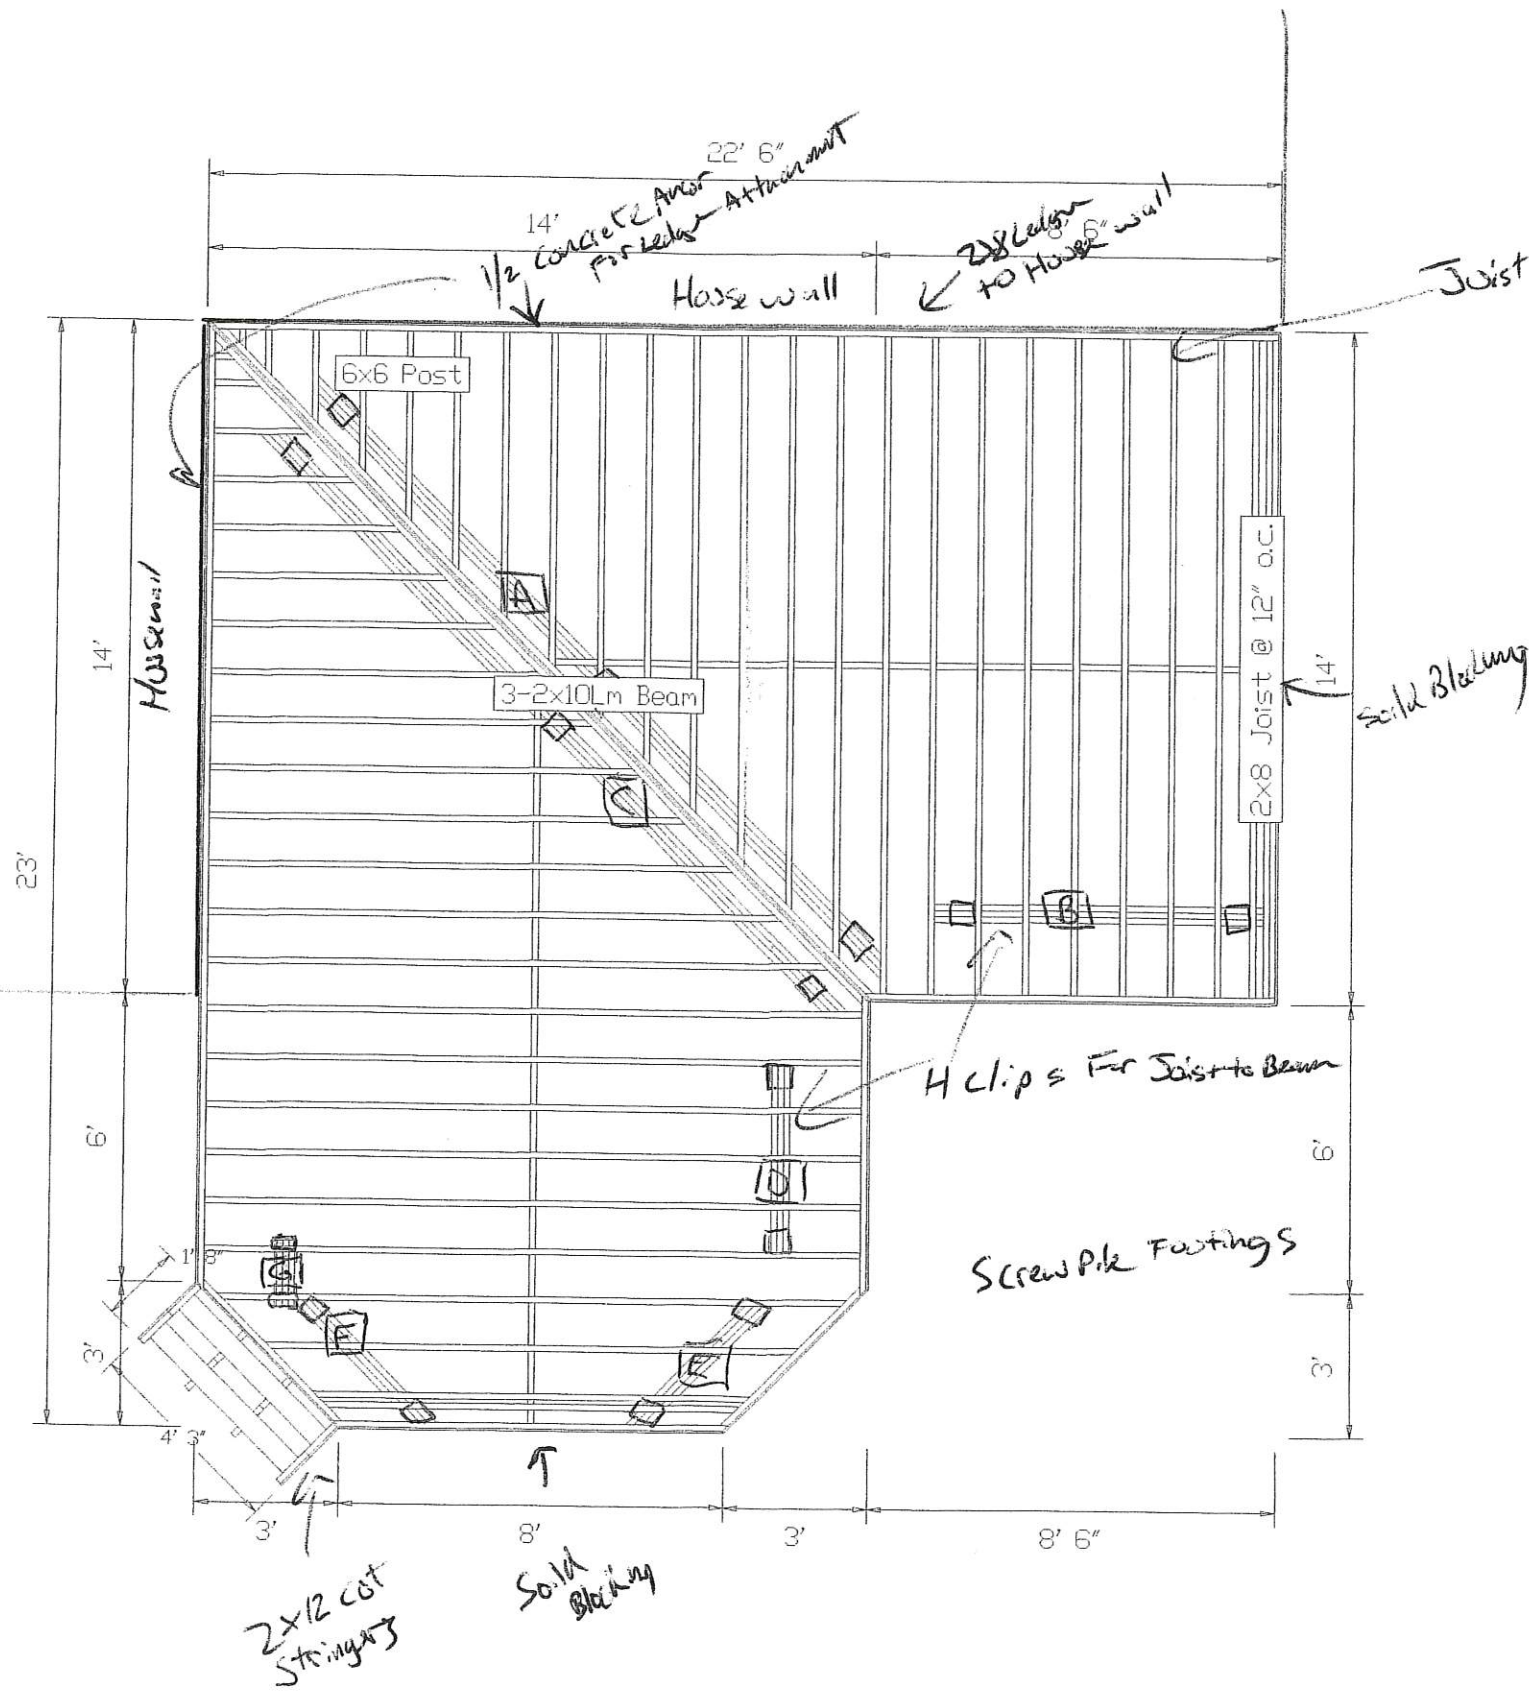 22' 6"
14'
8' 6"
1/2 concrete Ancor
For Ledger Attachment
2x8 Ledger
to House wall
House wall
Joist
6x6 Post
A
3-2x10Lm Beam
C
B
2x8 Joist @ 12" o.c.
14'
Soild Blocking
14'
Housewall
23'
H clips For Joist to Beam
D
6'
6'
Screw Pile Footings
1' 8"
G
F
E
3'
3'
4' 3"
3'
8'
3'
8' 6"
2x12 cut
Stringers
Soild
Blocking